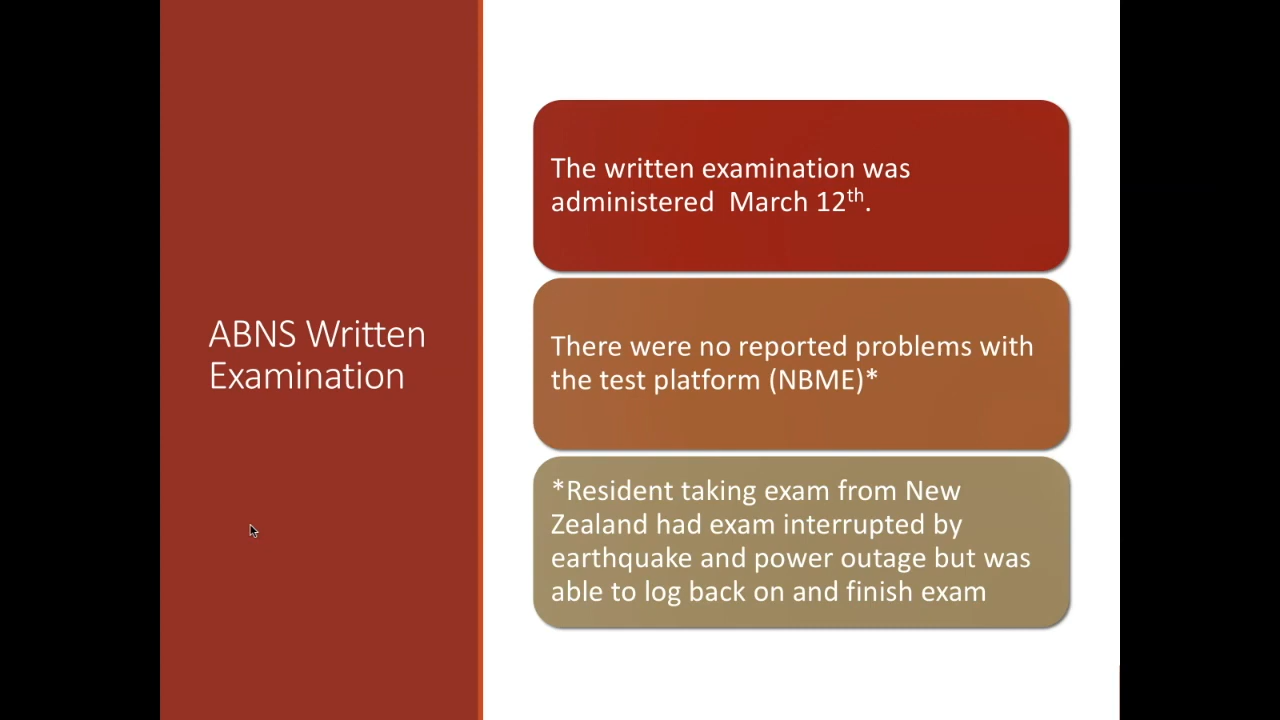 ABNS Written
Examination
The written examination was
administered  March 12th.
There were no reported problems with
the test platform (NBME)*
*Resident taking exam from New
Zealand had exam interrupted by
earthquake and power outage but was
able to log back on and finish exam